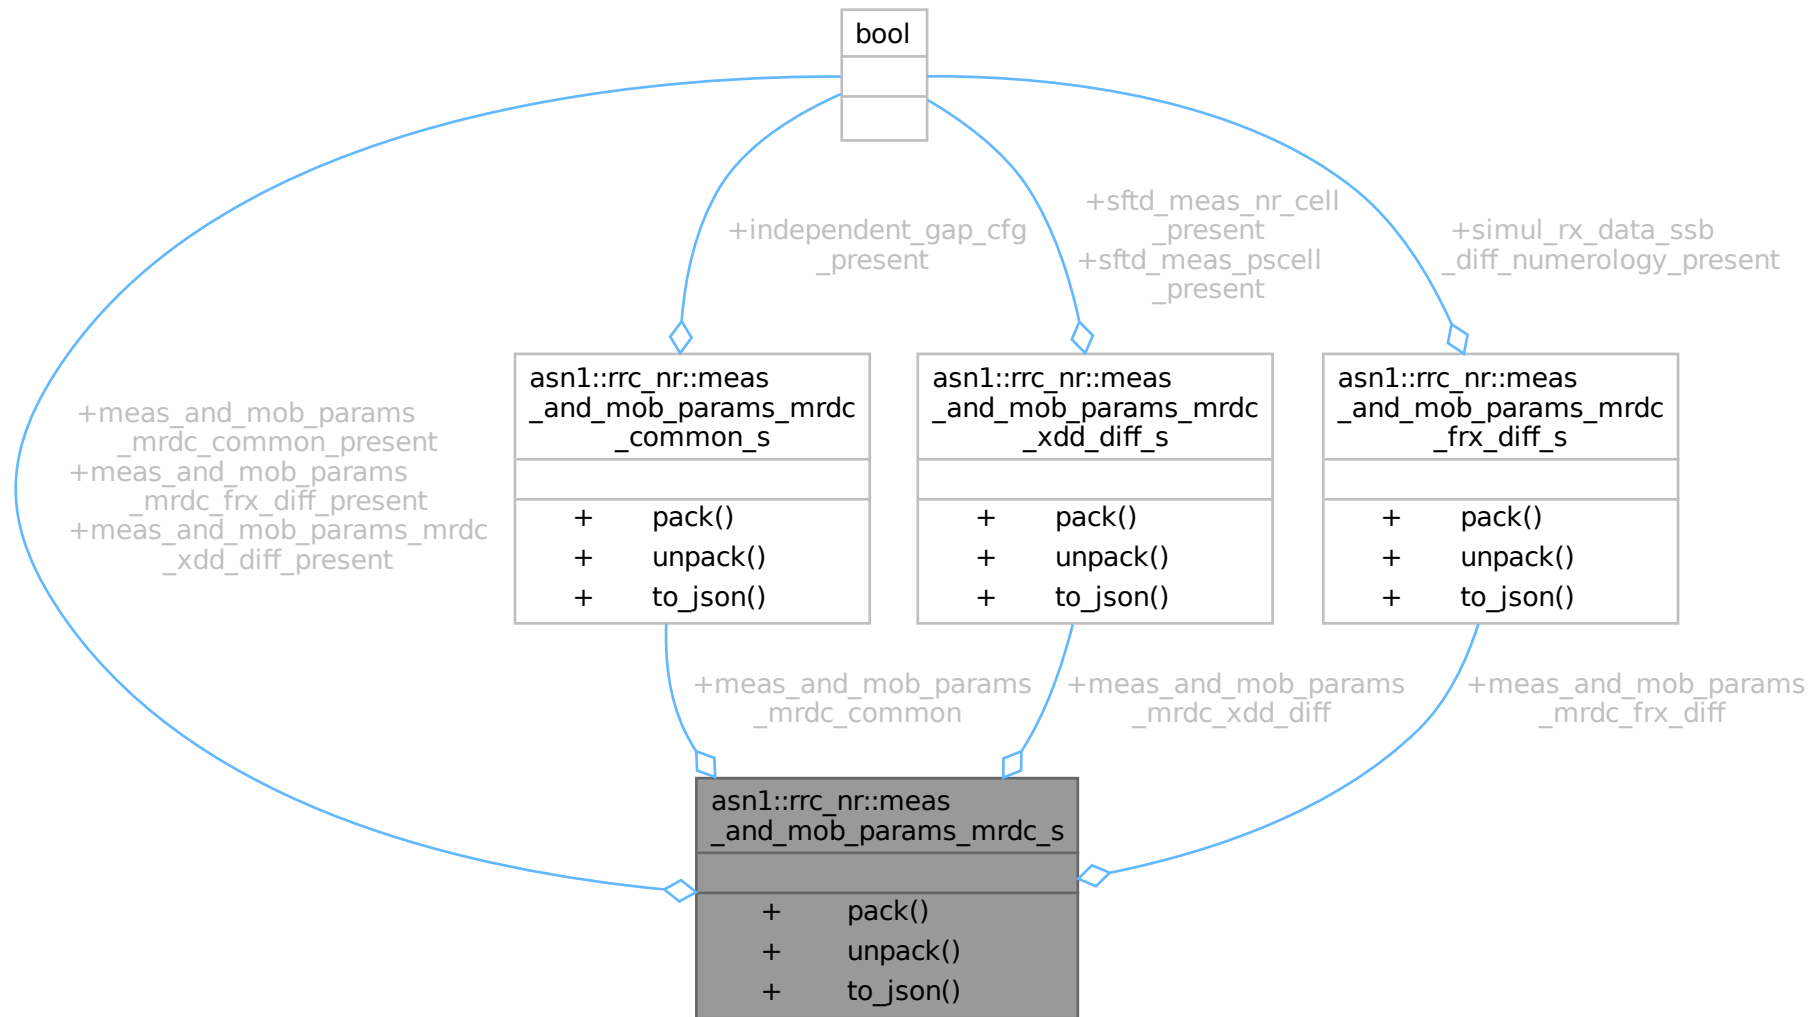 bool
+independent_gap_cfg
_present
+sftd_meas_nr_cell
_present
+sftd_meas_pscell
_present
+simul_rx_data_ssb
_diff_numerology_present
+meas_and_mob_params
_mrdc_common_present
+meas_and_mob_params
_mrdc_frx_diff_present
+meas_and_mob_params_mrdc
_xdd_diff_present
asn1::rrc_nr::meas
_and_mob_params_mrdc
_common_s
+ pack()
+ unpack()
+ to_json()
asn1::rrc_nr::meas
_and_mob_params_mrdc
_xdd_diff_s
+ pack()
+ unpack()
+ to_json()
asn1::rrc_nr::meas
_and_mob_params_mrdc
_frx_diff_s
+ pack()
+ unpack()
+ to_json()
+meas_and_mob_params
_mrdc_common
+meas_and_mob_params
_mrdc_xdd_diff
+meas_and_mob_params
_mrdc_frx_diff
asn1::rrc_nr::meas
_and_mob_params_mrdc_s
+ pack()
+ unpack()
+ to_json()